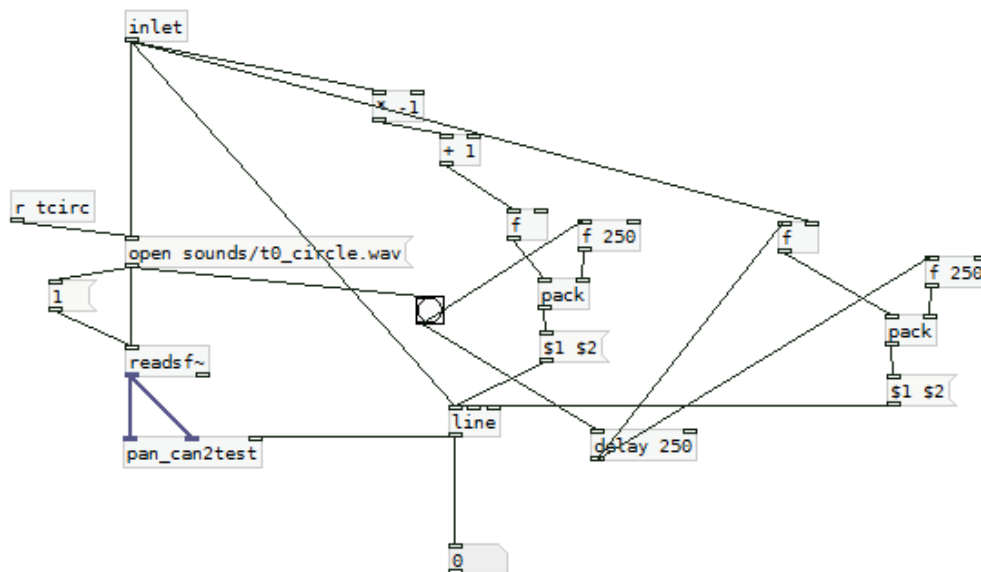 inlet
* -1
+ 1
r tcirc
f
f 250
f
open sounds/t0_circle.wav
f 250
1
pack
pack
$1 $2
readsf~
$1 $2
line
delay 250
pan_can2test
0